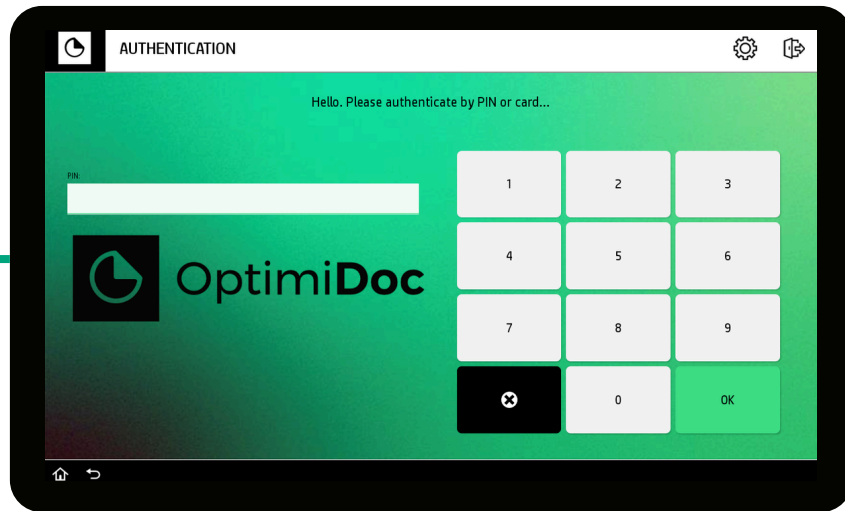 AUTHENTICATION
Hello. Please authenticate by PIN or card...
PIN:
1 2 3
OptimiDoc
4 5 6
7 8 9
0 OK